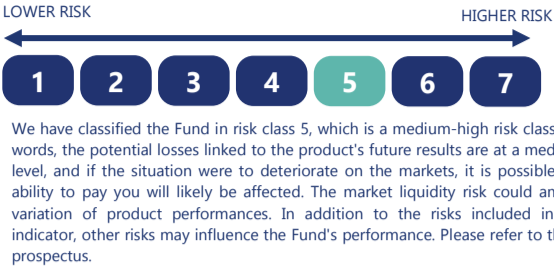 LOWER RISK
HIGHER RISK
1 2 3 4 5 6 7
We have classified the Fund in risk class 5, which is a medium-high risk class
words, the potential losses linked to the product's future results are at a med
level, and if the situation were to deteriorate on the markets, it is possible
ability to pay you will likely be affected. The market liquidity risk could am
variation of product performances. In addition to the risks included in
indicator, other risks may influence the Fund's performance. Please refer to th
prospectus.